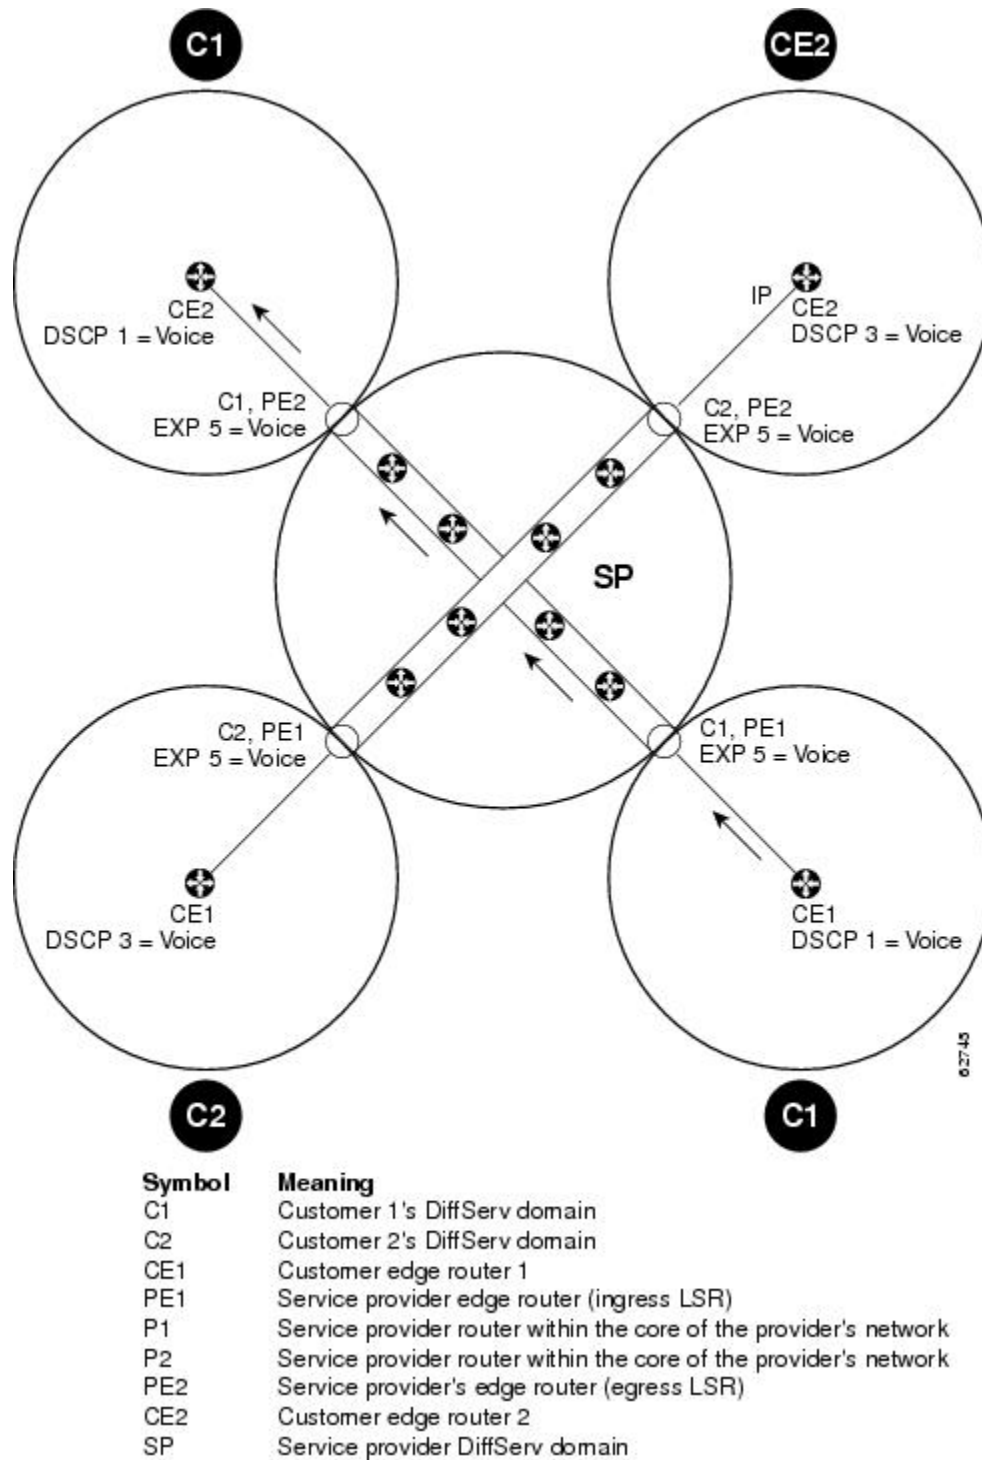 C1
CE2
CE2
DSCP 1 = Voice
IP
CE2
DSCP 3 = Voice
C1, PE2
EXP 5 = Voice
C2, PE2
EXP 5 = Voice
SP
C2, PE1
EXP 5 = Voice
C1, PE1
EXP 5 = Voice
CE1
DSCP 3 = Voice
CE1
DSCP 1 = Voice
62745
C2
C1
Symbol Meaning
C1 Customer 1's DiffServ domain
C2 Customer 2's DiffServ domain
CE1 Customer edge router 1
PE1 Service provider edge router (ingress LSR)
P1 Service provider router within the core of the provider's network
P2 Service provider router within the core of the provider's network
PE2 Service provider's edge router (egress LSR)
CE2 Customer edge router 2
SP Service provider DiffServ domain